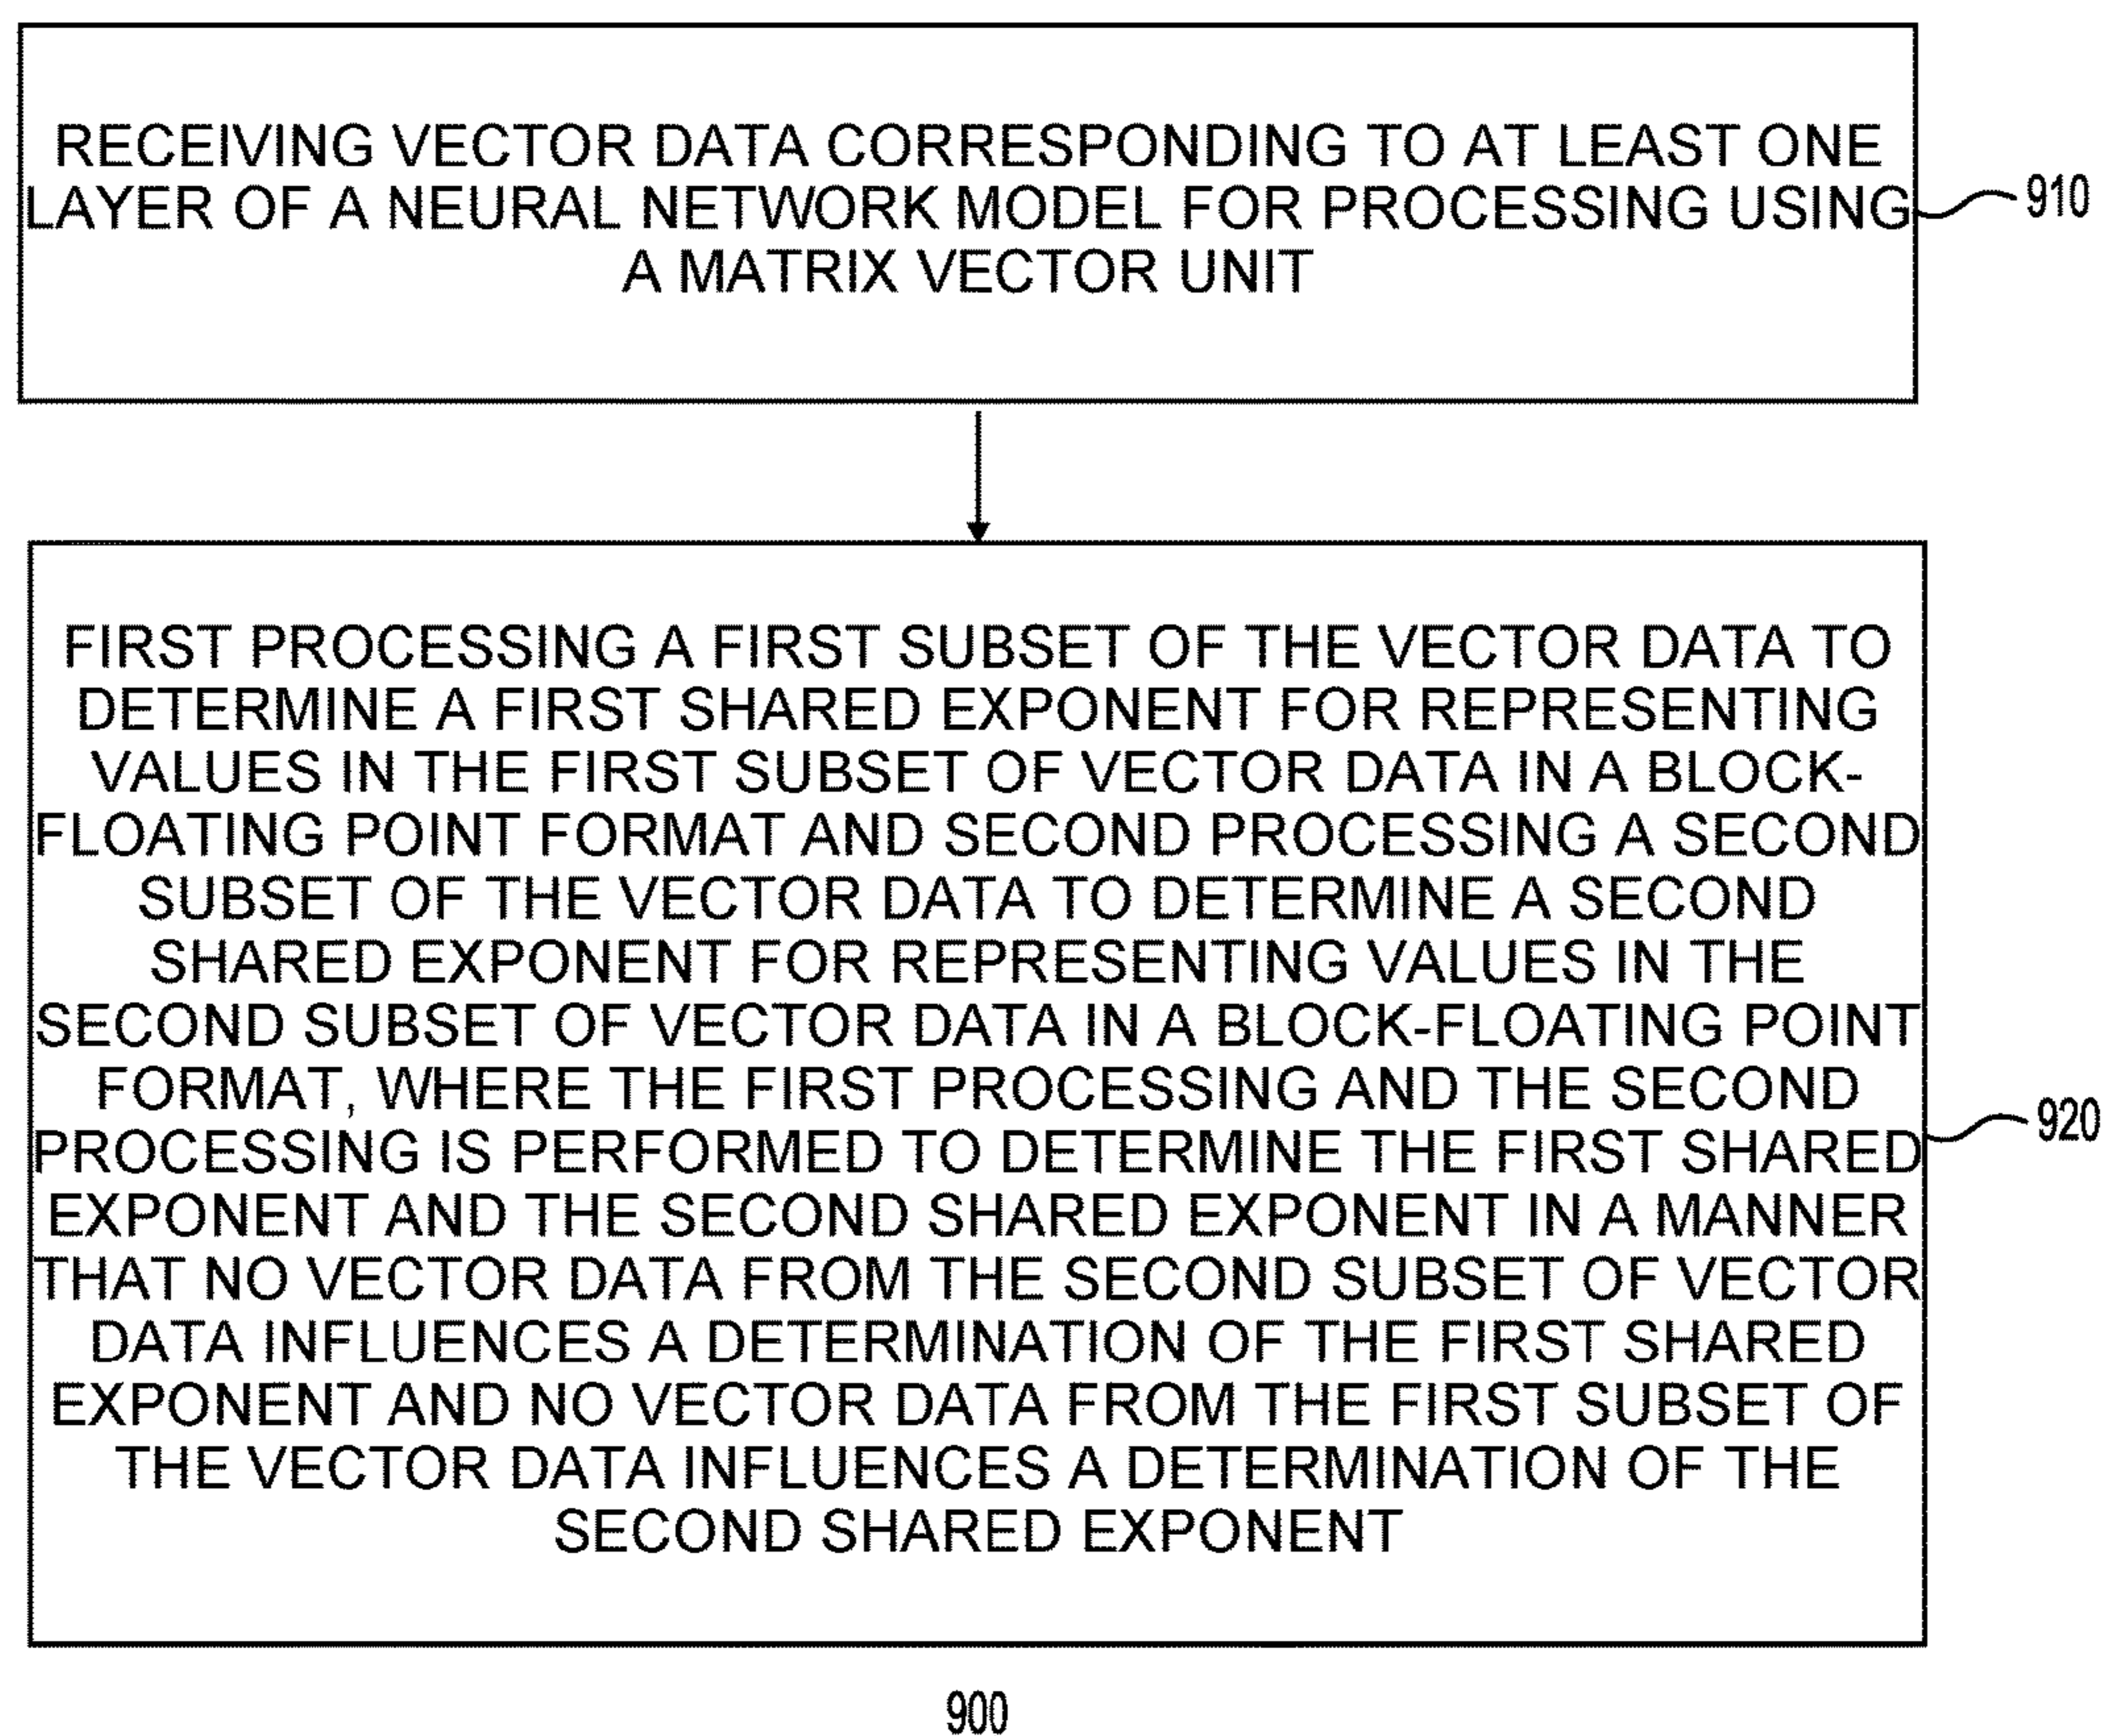 RECEIVING VECTOR DATA CORRESPONDING TO AT LEAST ONE
LAYER OF A NEURAL NETWORK MODEL FOR PROCESSING USING
A MATRIX VECTOR UNIT
910
FIRST PROCESSING A FIRST SUBSET OF THE VECTOR DATA TO
DETERMINE A FIRST SHARED EXPONENT FOR REPRESENTING
VALUES IN THE FIRST SUBSET OF VECTOR DATA IN A BLOCK-
FLOATING POINT FORMAT AND SECOND PROCESSING A SECOND
SUBSET OF THE VECTOR DATA TO DETERMINE A SECOND
SHARED EXPONENT FOR REPRESENTING VALUES IN THE
SECOND SUBSET OF VECTOR DATA IN A BLOCK-FLOATING POINT
FORMAT, WHERE THE FIRST PROCESSING AND THE SECOND
PROCESSING IS PERFORMED TO DETERMINE THE FIRST SHARED
EXPONENT AND THE SECOND SHARED EXPONENT IN A MANNER
THAT NO VECTOR DATA FROM THE SECOND SUBSET OF VECTOR
DATA INFLUENCES A DETERMINATION OF THE FIRST SHARED
EXPONENT AND NO VECTOR DATA FROM THE FIRST SUBSET OF
THE VECTOR DATA INFLUENCES A DETERMINATION OF THE
SECOND SHARED EXPONENT
920
900